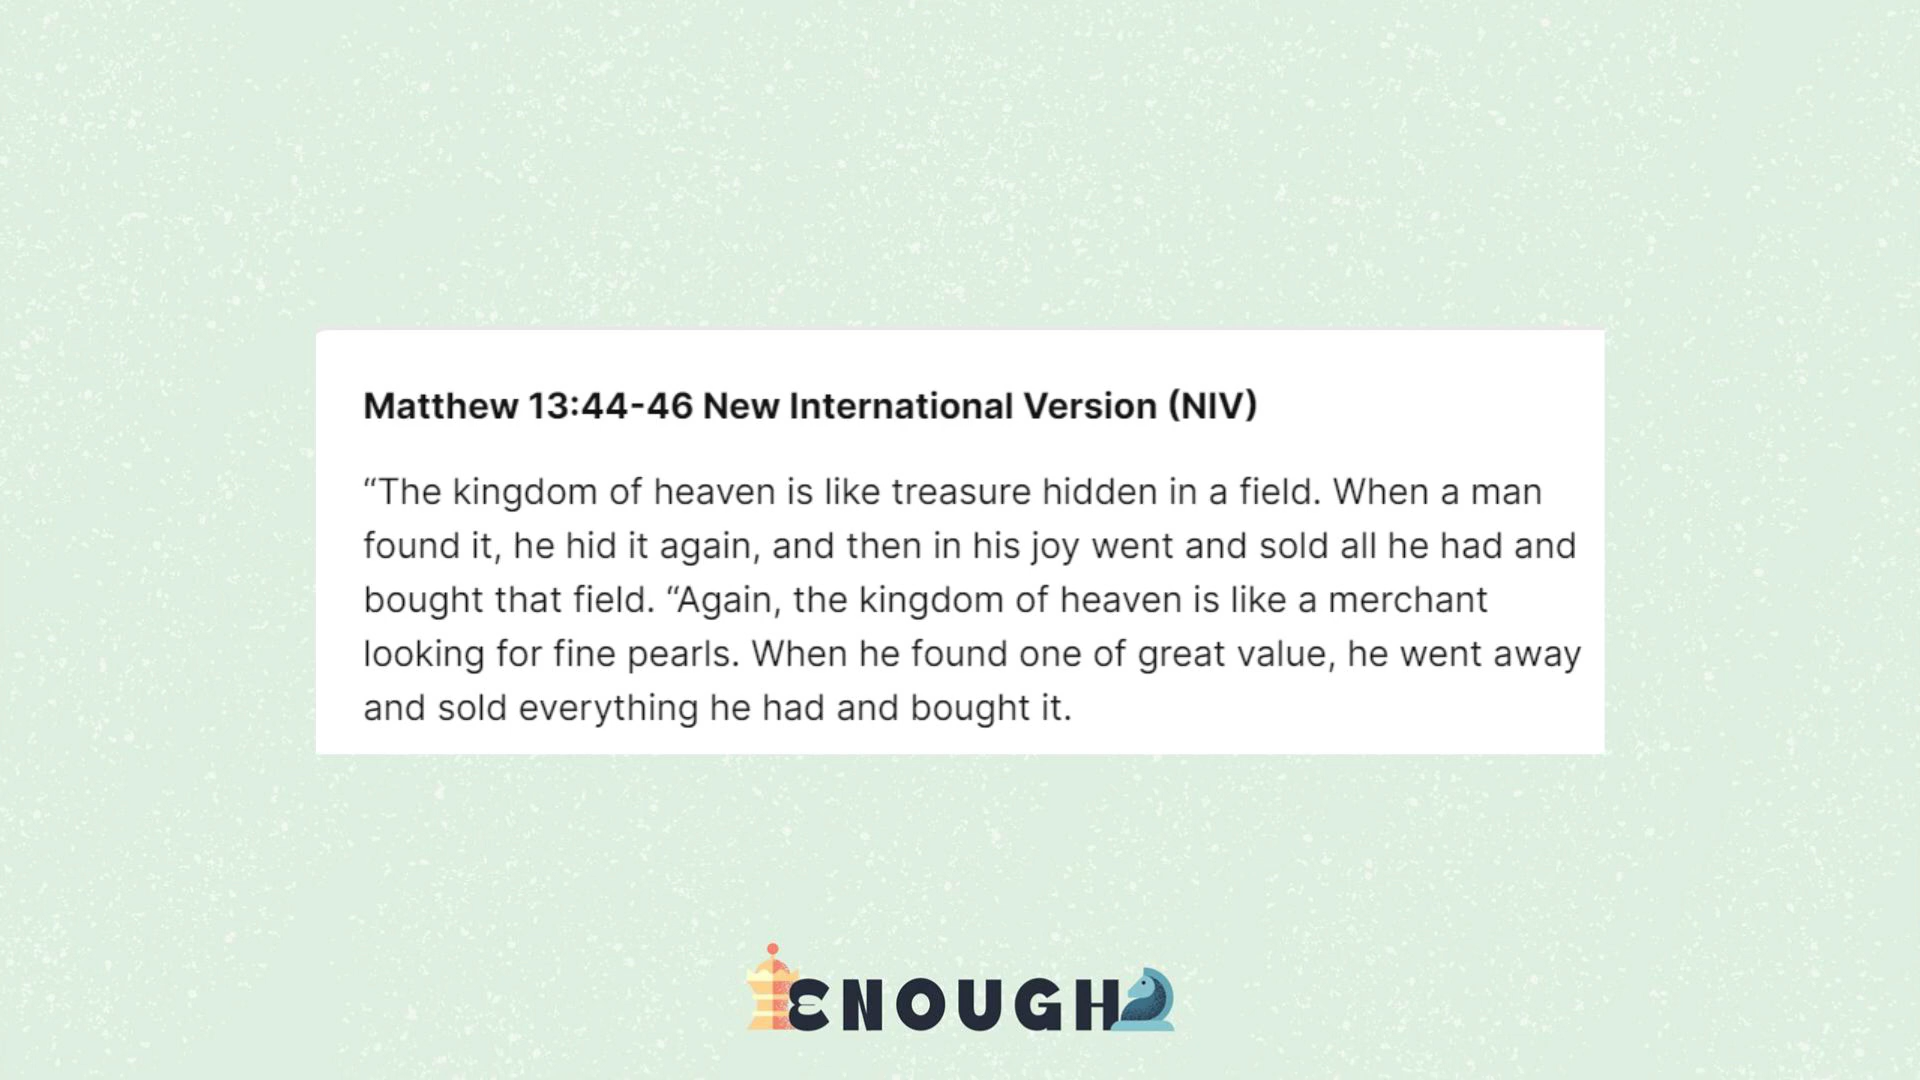 Matthew 13:44-46 New International Version (NIV)
“The kingdom of heaven is like treasure hidden in a field. When a man
found it, he hid it again, and then in his joy went and sold all he had and
bought that field. “Again, the kingdom of heaven is like a merchant
looking for fine pearls. When he found one of great value, he went away
and sold everything he had and bought it.
ENOUGH